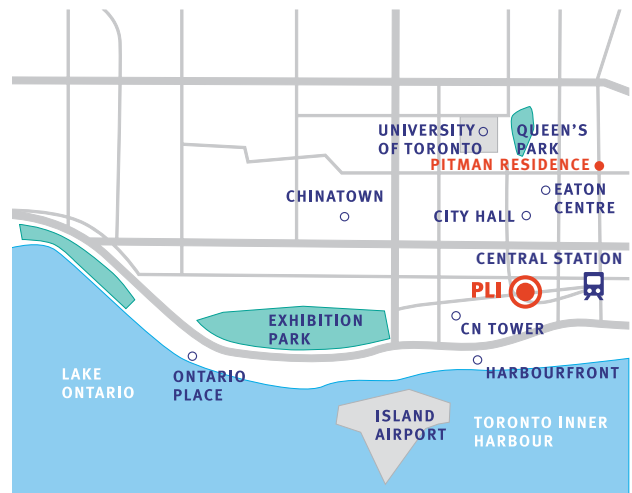 UNIVERSITY
OF TORONTO
QUEEN'S
PARK
PITMAN RESIDENCE
CHINATOWN
EATON
CENTRE
CITY HALL
CENTRAL STATION
PLI
EXHIBITION
PARK
CN TOWER
LAKE
ONTARIO
ONTARIO
PLACE
HARBOURFRONT
ISLAND
AIRPORT
TORONTO INNER
HARBOUR